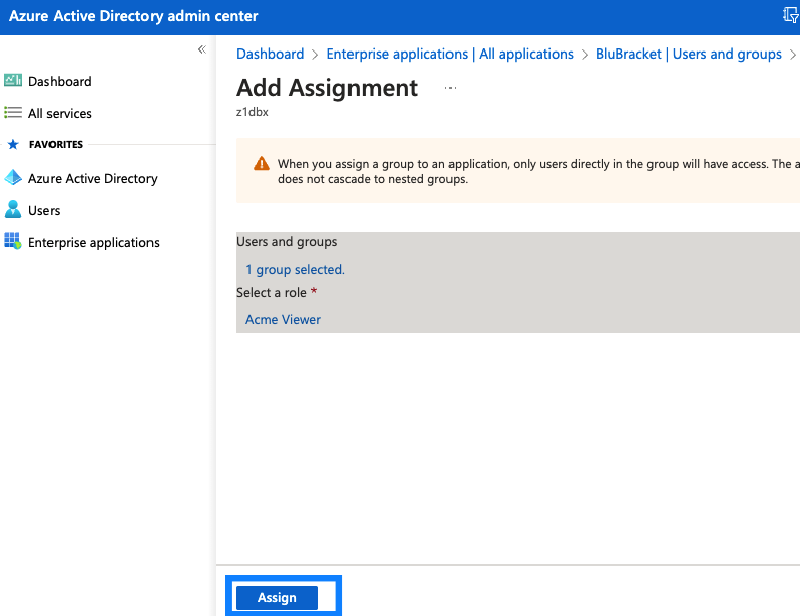 Azure Active Directory admin center
Dashboard > Enterprise applications | All applications > BluBracket | Users and groups >
Add Assignment ...
z1dbx
Dashboard
All services
FAVORITES
Azure Active Directory
Users
Enterprise applications
When you assign a group to an application, only users directly in the group will have access. The a
does not cascade to nested groups.
Users and groups
1 group selected.
Select a role *
Acme Viewer
Assign